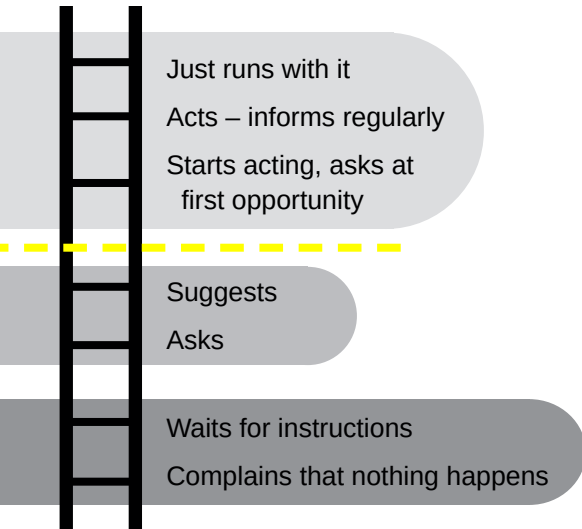 Just runs with it
Acts – informs regularly
Starts acting, asks at
first opportunity
Suggests
Asks
Waits for instructions
Complains that nothing happens